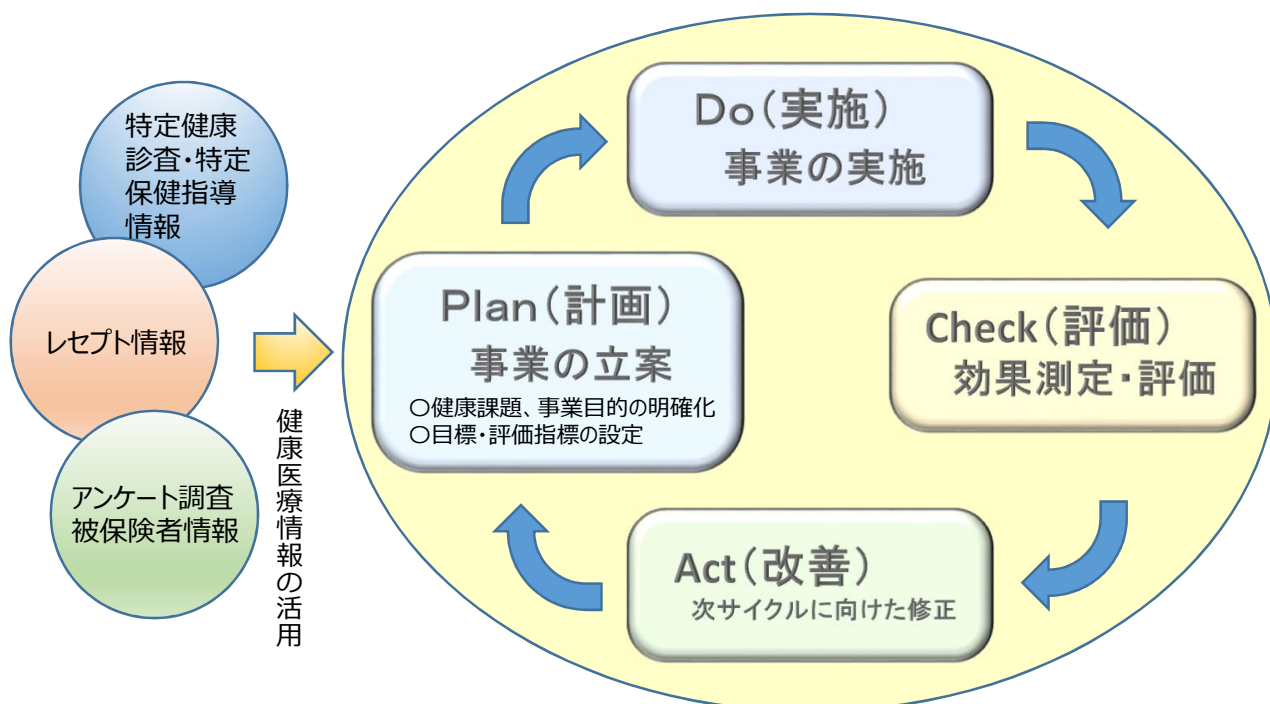 特定健康
診査・特定
保健指導
情報
レセプト情報
アンケート調査
被保険者情報
健康医療情報の活用
Plan(計画)
事業の立案
〇健康課題、事業目的の明確化
〇目標・評価指標の設定
Do(実施)
事業の実施
Check(評価)
効果測定・評価
Act(改善)
次サイクルに向けた修正